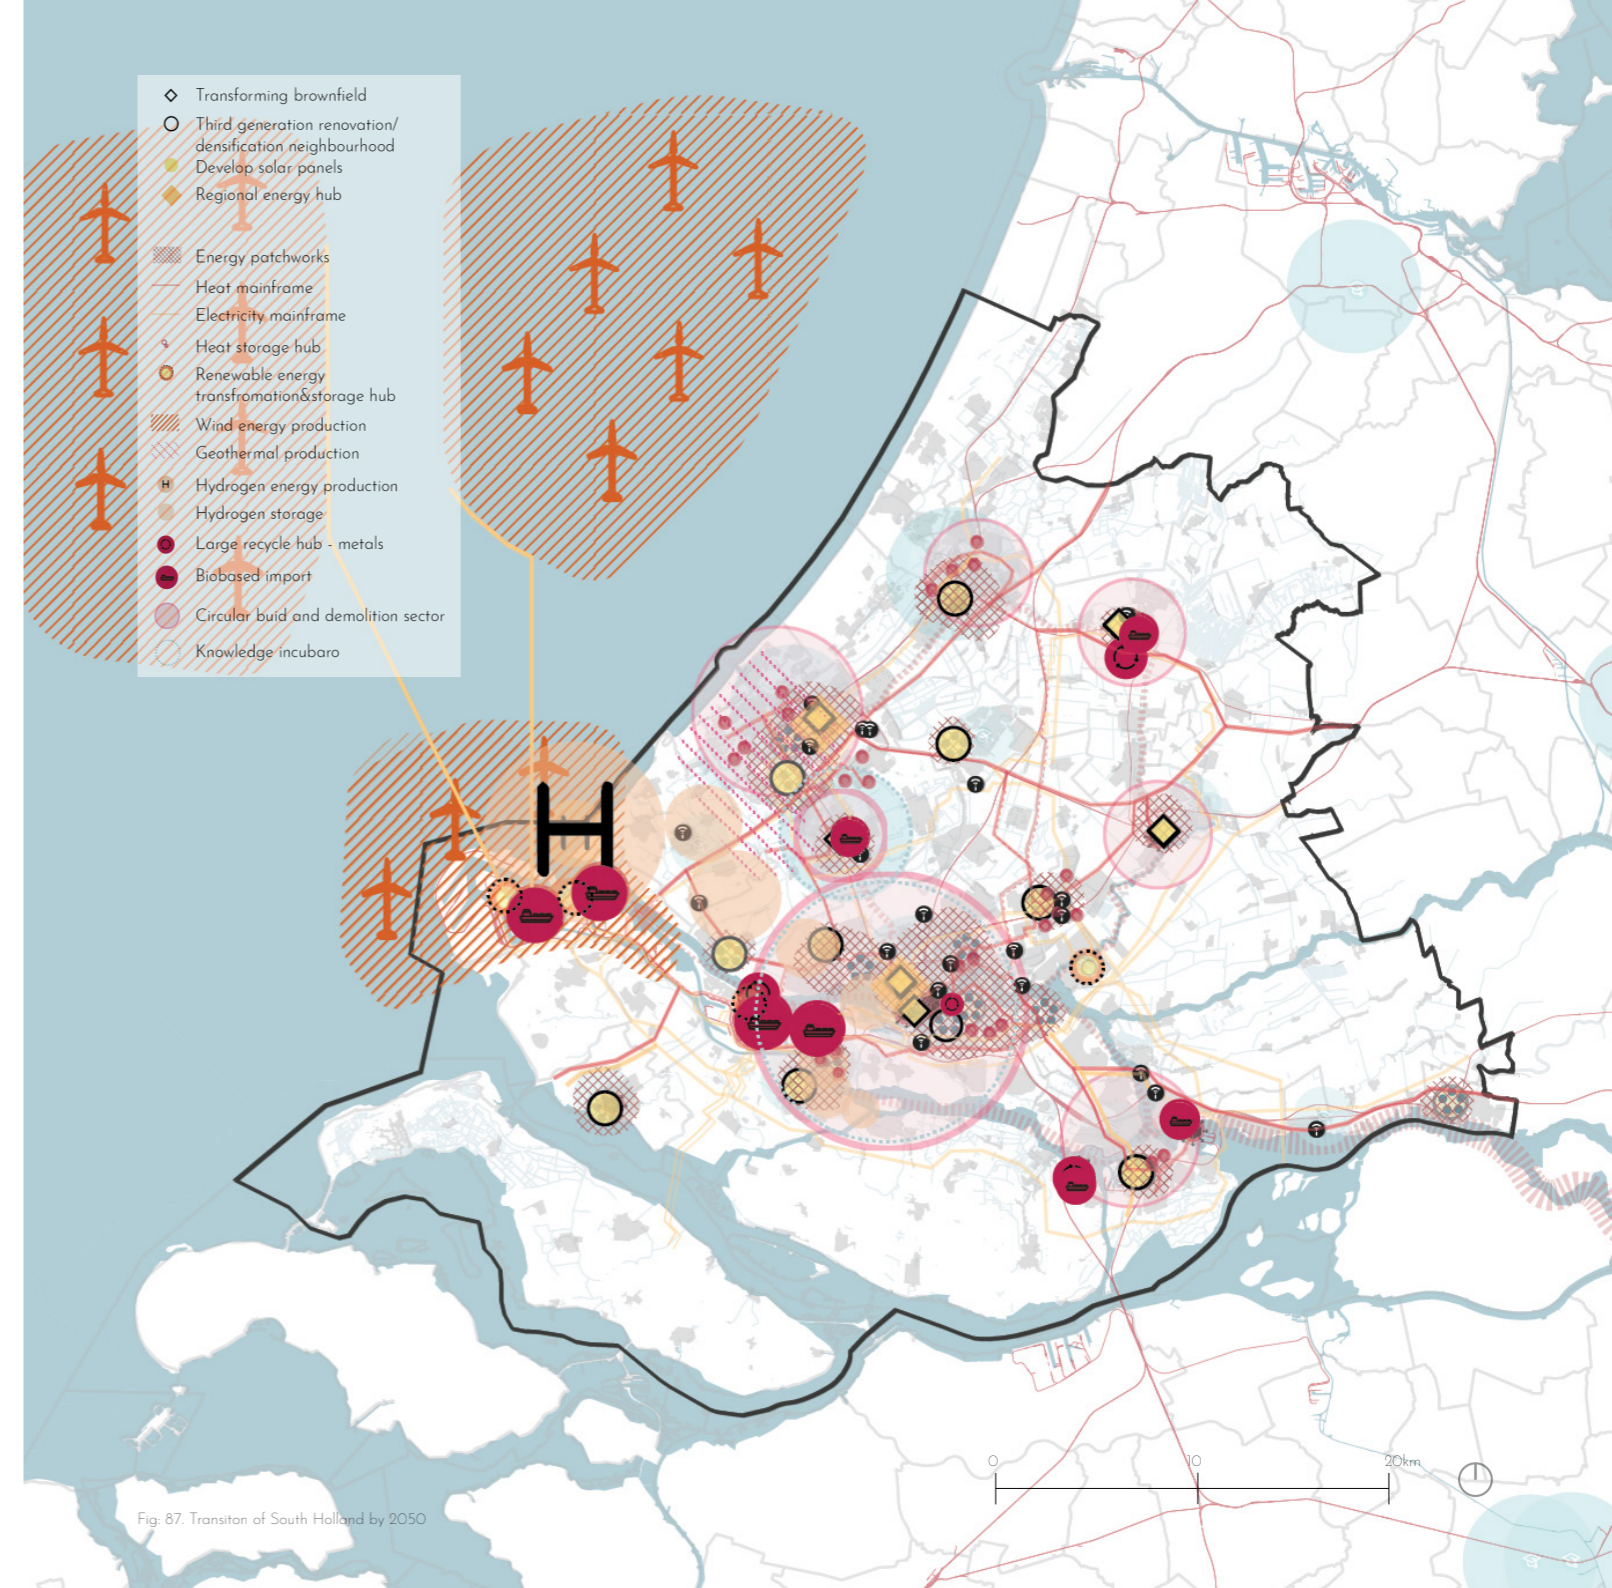 Transforming brownfield
Third generation renovation/
densification neighbourhood
Develop solar panels
Regional energy hub
Energy patchworks
Heat mainframe
Electricity mainframe
Heat storage hub
Renewable energy
transfromation&storage hub
Wind energy production
Geothermal production
H Hydrogen energy production
Hydrogen storage
Large recycle hub - metals
Biobased import
Circular buid and demolition sector
Knowledge incubaro
H
H
0 10 20km
Fig: 87. Transiton of South Holland by 2050